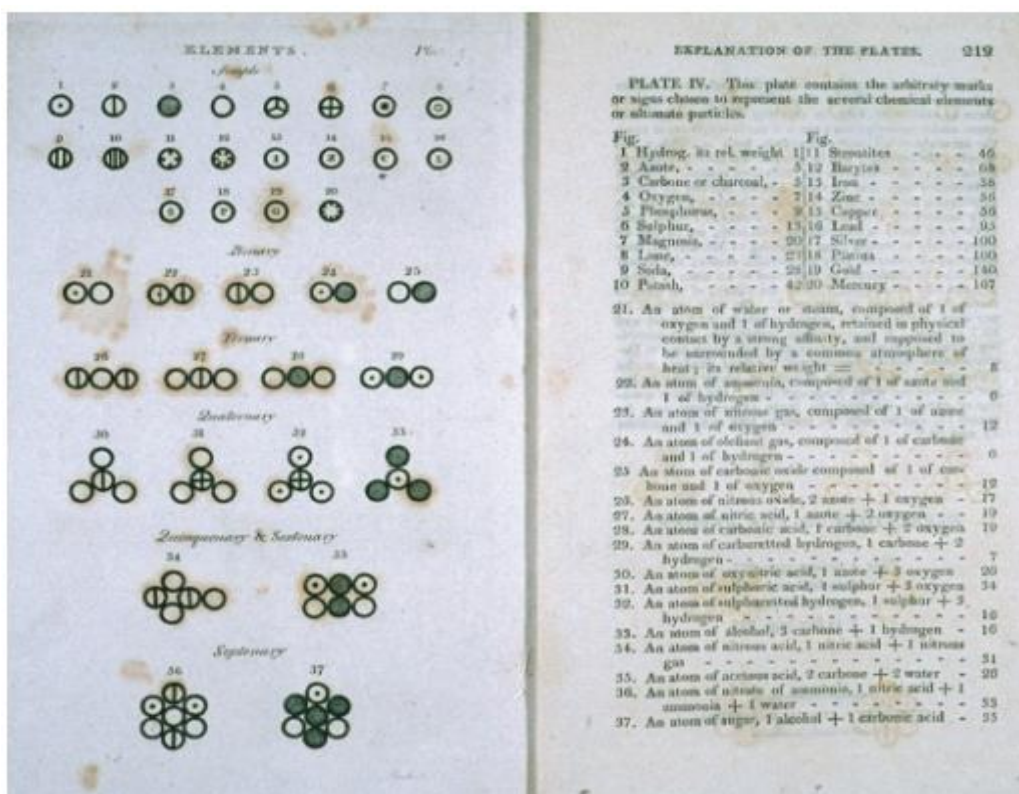 ELEMENTS.
Simple
1 2 3 4 5 6 7 8
9 10 11 12 13 14 15 16
I Z C L
17 18 19 20
S P G
Binary
21 22 23 24 25
Ternary
26 27 28 29
Quaternary
30 31 32 33
Quinquenary & Sextenary
34 35
Septenary
36 37
EXPLANATION OF THE PLATES. 219
PLATE IV. This plate contains the arbitrary marks
or signs chosen to represent the several chemical elements
or ultimate particles.
Fig. Fig.
1 Hydrog. its rel. weight 1 11 Strontites - - - 46
2 Azote, - - - - 5 12 Barytes - - - 68
3 Carbone or charcoal, - 5 13 Iron - - - - 38
4 Oxygen, - - - - 7 14 Zinc - - - - 56
5 Phosphorus, - - - 9 15 Copper - - - 56
6 Sulphur, - - - - 13 16 Lead - - - - 95
7 Magnesia, - - - 20 17 Silver - - - - 100
8 Lime, - - - - 23 18 Platina - - - 100
9 Soda, - - - - 28 19 Gold - - - - 140
10 Potash, - - - - 42 20 Mercury - - - 167
21. An atom of water or steam, composed of 1 of
oxygen and 1 of hydrogen, retained in physical
contact by a strong affinity, and supposed to
be surrounded by a common atmosphere of
heat; its relative weight = - - - - 8
22. An atom of ammonia, composed of 1 of azote and
1 of hydrogen - - - - - - - 6
23. An atom of nitrous gas, composed of 1 of azote
and 1 of oxygen - - - - - - - 12
24. An atom of olefiant gas, composed of 1 of carbone
and 1 of hydrogen - - - - - - - 6
25 An atom of carbonic oxide composed of 1 of car-
bone and 1 of oxygen - - - - - - 12
26. An atom of nitrous oxide, 2 azote + 1 oxygen - 17
27. An atom of nitric acid, 1 azote + 2 oxygen - - 19
28. An atom of carbonic acid, 1 carbone + 2 oxygen 19
29. An atom of carburetted hydrogen, 1 carbone + 2
hydrogen - - - - - - - - 7
30. An atom of oxynitric acid, 1 azote + 3 oxygen 26
31. An atom of sulphuric acid, 1 sulphur + 3 oxygen 34
32. An atom of sulphuretted hydrogen, 1 sulphur + 3
hydrogen - - - - - - - - 16
33. An atom of alcohol, 3 carbone + 1 hydrogen - 16
34. An atom of nitrous acid, 1 nitric acid + 1 nitrous
gas - - - - - - - - - 31
35. An atom of acetous acid, 2 carbone + 2 water - 26
36. An atom of nitrate of ammonia, 1 nitric acid + 1
ammonia + 1 water - - - - - - 33
37. An atom of sugar, 1 alcohol + 1 carbonic acid - 35